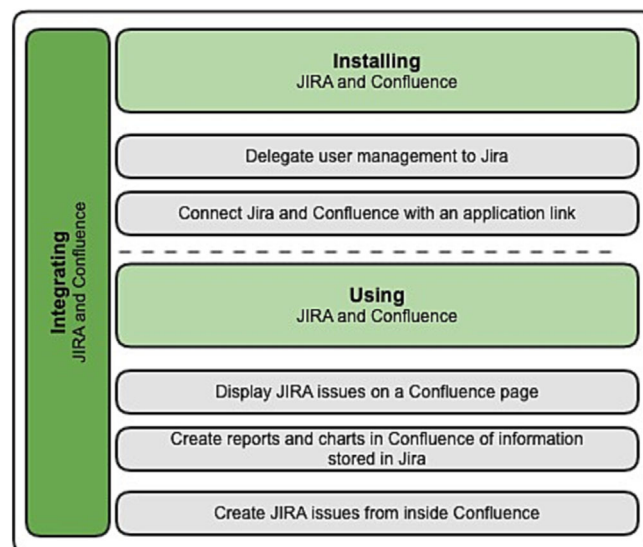 Integrating
JIRA and Confluence
Installing
JIRA and Confluence
Delegate user management to Jira
Connect Jira and Confluence with an application link
Using
JIRA and Confluence
Display JIRA issues on a Confluence page
Create reports and charts in Confluence of information
stored in Jira
Create JIRA issues from inside Confluence